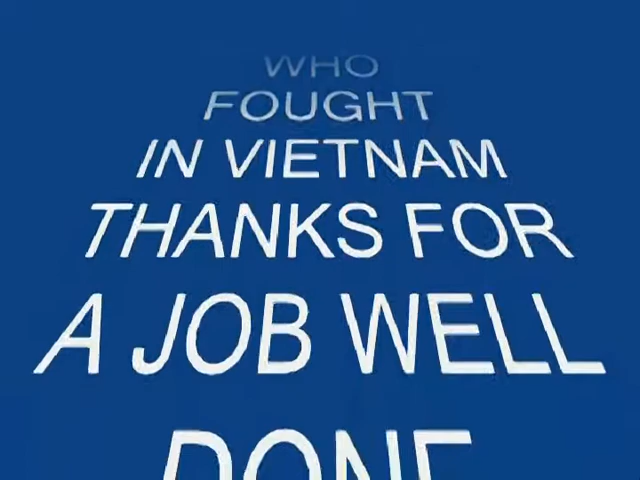 WHO
FOUGHT
IN VIETNAM
THANKS FOR
A JOB WELL
DONE